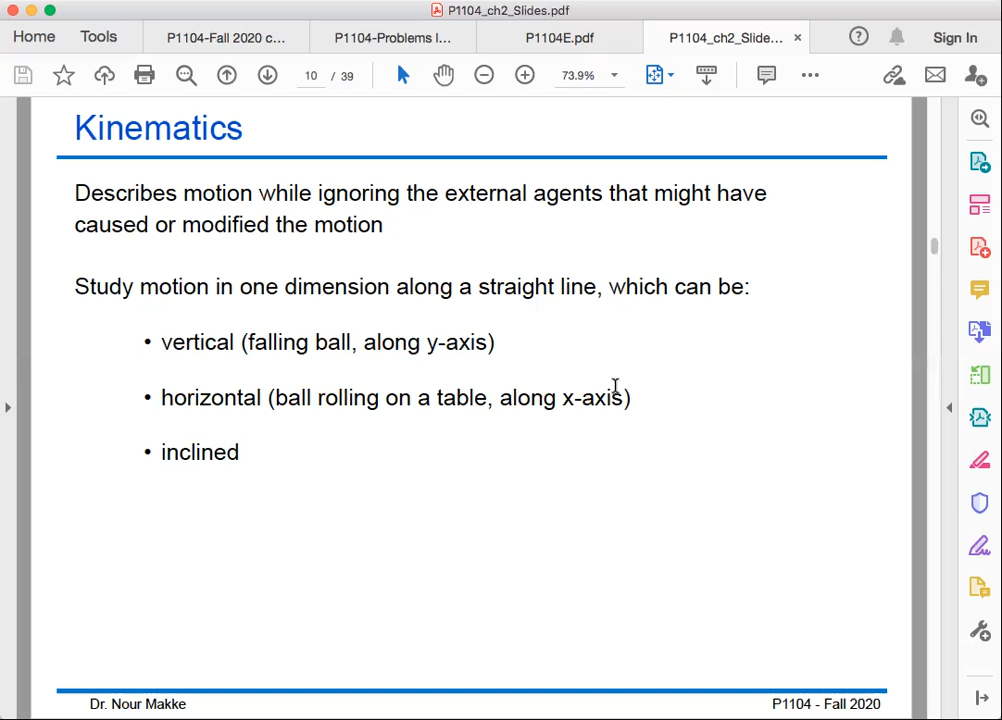 P1104_ch2_Slides.pdf
Home Tools P1104-Fall 2020 c... P1104-Problems l... P1104E.pdf P1104_ch2_Slide... × Sign In
10 / 39 73.9%
Kinematics
Describes motion while ignoring the external agents that might have
caused or modified the motion
Study motion in one dimension along a straight line, which can be:
• vertical (falling ball, along y-axis)
• horizontal (ball rolling on a table, along x-axis)
• inclined
Dr. Nour Makke P1104 - Fall 2020